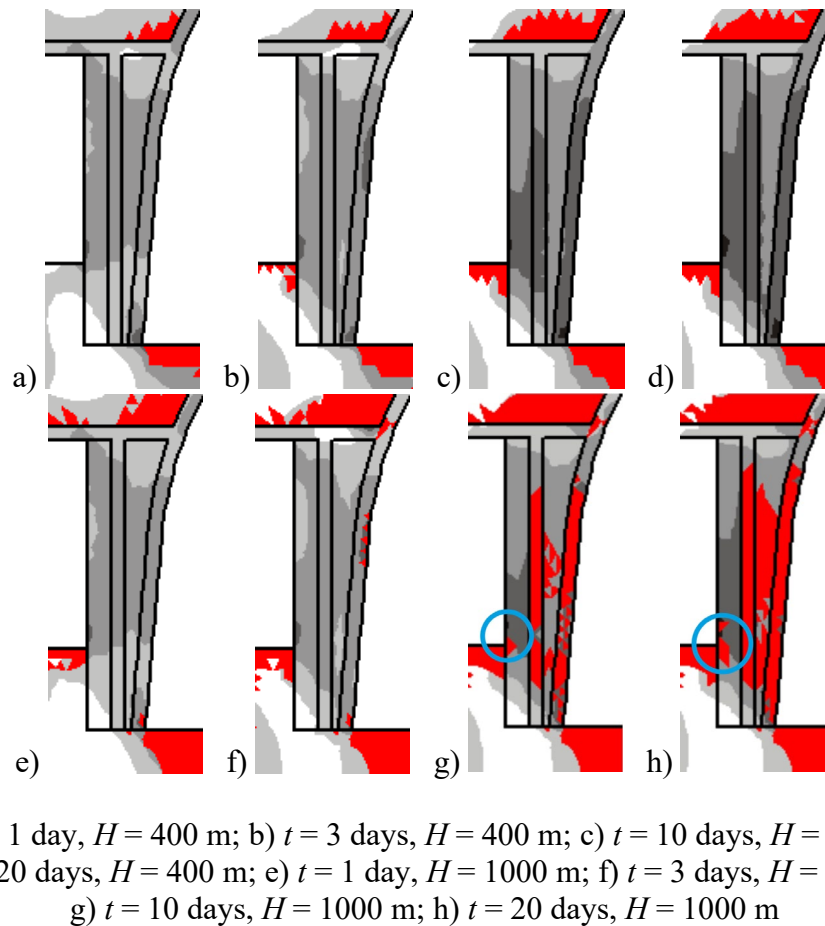 a) b) c) d)
e) f) g) h)
1 day, H = 400 m; b) t = 3 days, H = 400 m; c) t = 10 days, H =
20 days, H = 400 m; e) t = 1 day, H = 1000 m; f) t = 3 days, H =
g) t = 10 days, H = 1000 m; h) t = 20 days, H = 1000 m